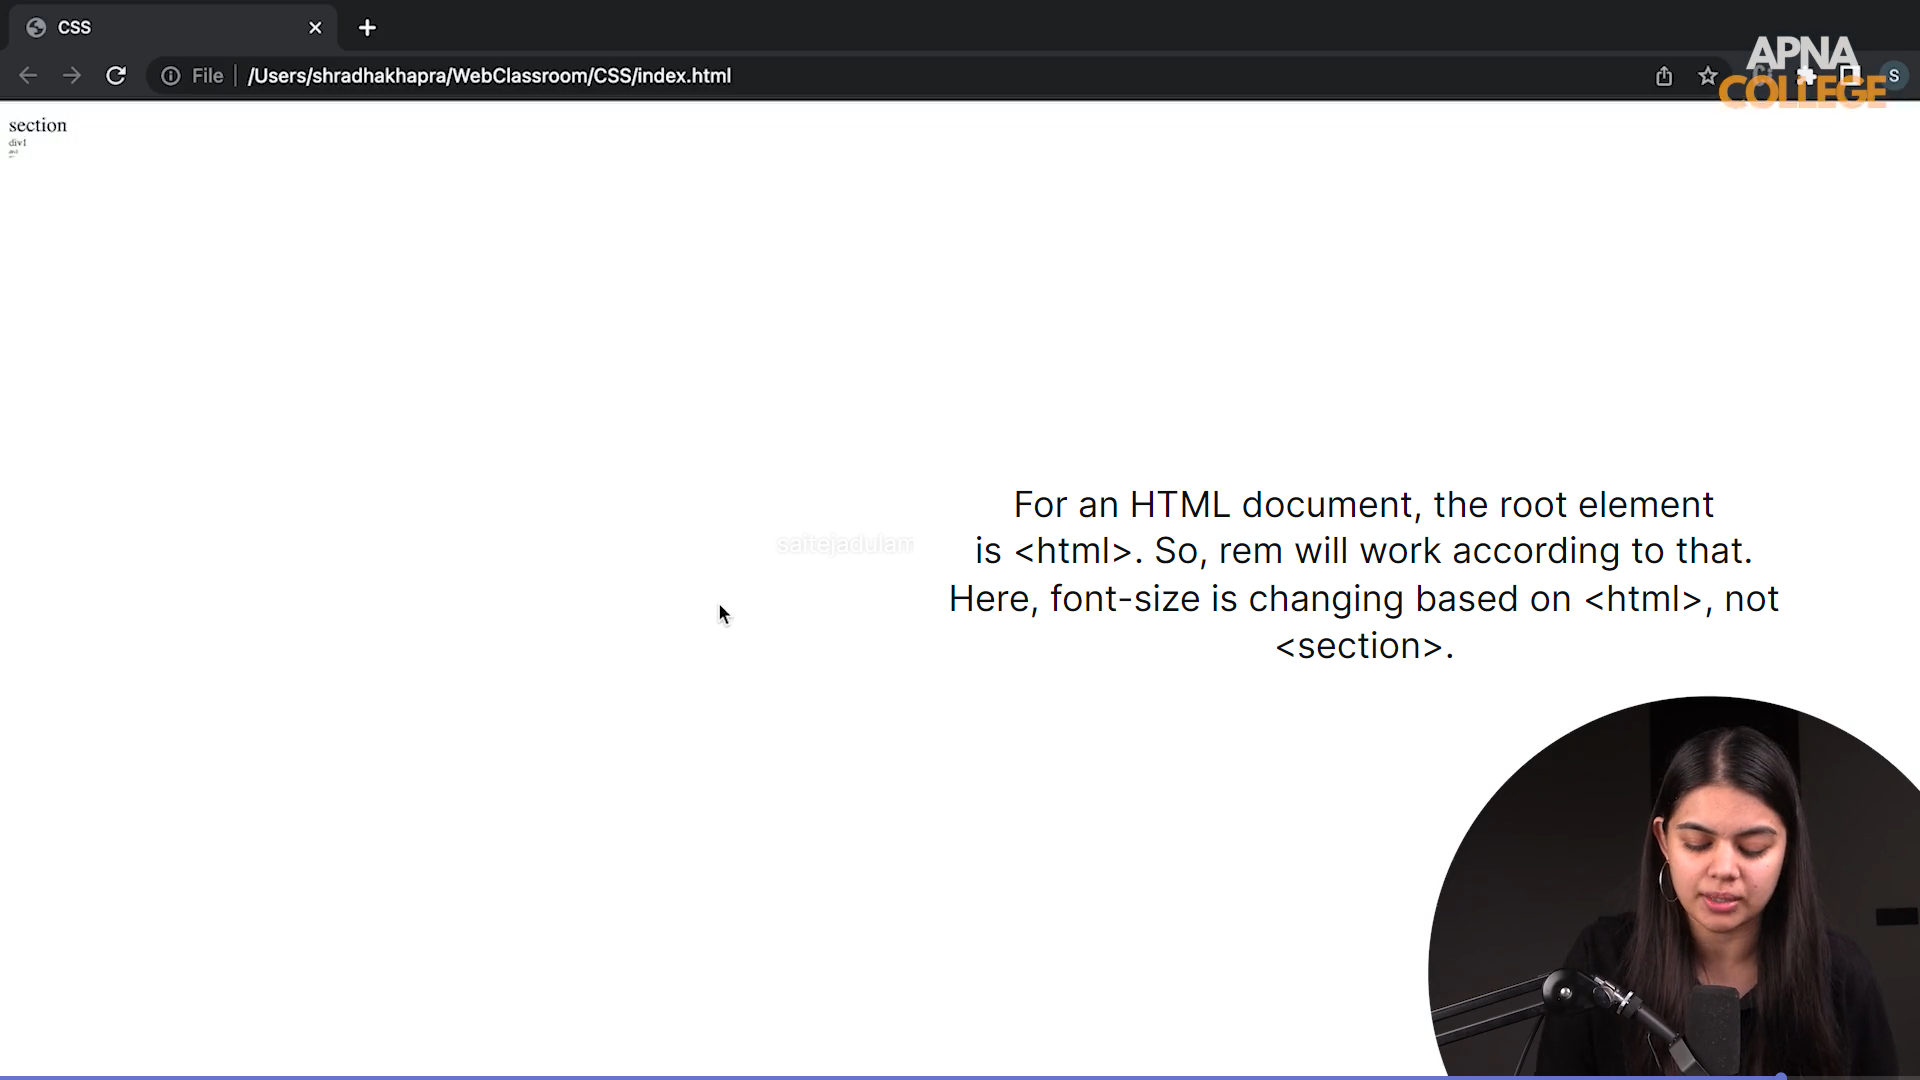 CSS
File
/Users/shradhakhapra/WebClassroom/CSS/index.html
S
APNA
COLLEGE
section
div1
For an HTML document, the root element
is <html>. So, rem will work according to that.
Here, font-size is changing based on <html>, not
<section>.
saitejadulam